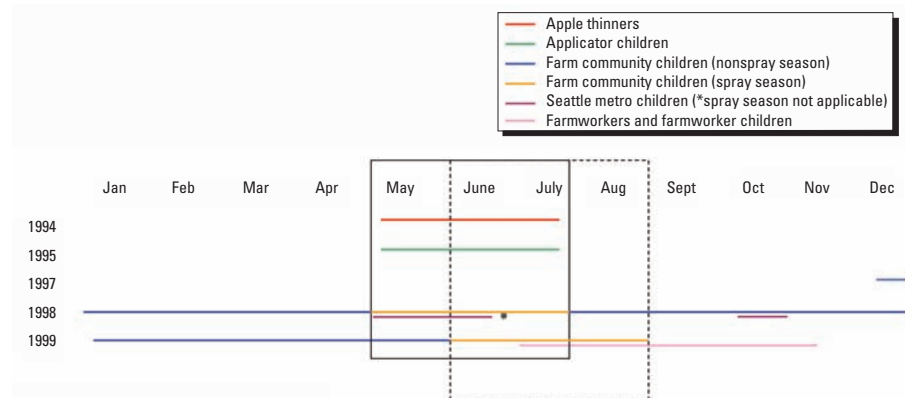 Apple thinners
Applicator children
Farm community children (nonspray season)
Farm community children (spray season)
Seattle metro children (*spray season not applicable)
Farmworkers and farmworker children
Jan Feb Mar Apr May June July Aug Sept Oct Nov Dec
1994
1995
1997
1998 *
1999